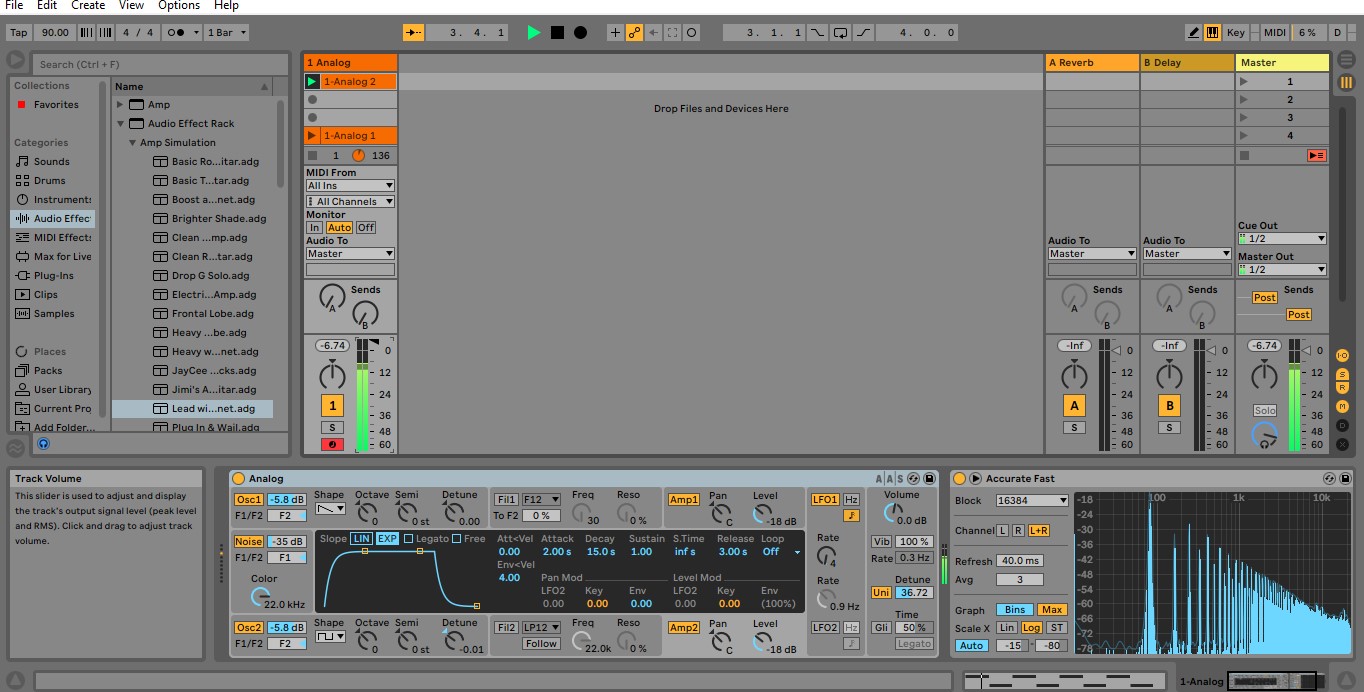 File Edit Create View Options Help
Tap 90.00 4 / 4 1 Bar 3. 4. 1 3. 1. 1 4. 0. 0 Key MIDI 6 % D
Search (Ctrl + F)
Collections
Favorites
Categories
Sounds
Drums
Instruments
Audio Effec
MIDI Effects
Max for Live
Plug-Ins
Clips
Samples
Places
Packs
User Library
Current Pro
Add Folder...
Name
Amp
Audio Effect Rack
Amp Simulation
Basic Ro...itar.adg
Basic T...tar.adg
Boost a...net.adg
Brighter Shade.adg
Clean ...mp.adg
Clean R...tar.adg
Drop G Solo.adg
Electri...Amp.adg
Frontal Lobe.adg
Heavy ...be.adg
Heavy w...net.adg
JayCee ...cks.adg
Jimi's A...itar.adg
Lead wi...net.adg
Plug In & Wail.adg
1 Analog
1-Analog 2
1-Analog 1
1 136
MIDI From
All Ins
All Channels
Monitor
In Auto Off
Audio To
Master
Sends
A
B
-6.74
0
12
24
36
48
60
1
S
Drop Files and Devices Here
A Reverb
Audio To
Master
Sends
A
B
-Inf
0
12
24
36
48
60
A
S
B Delay
Audio To
Master
Sends
A
B
-Inf
0
12
24
36
48
60
B
S
Master
1
2
3
4
Cue Out
1/2
Master Out
1/2
Sends
Post
Post
-6.74
0
12
24
36
48
60
Solo
I-O
S
R
M
D
X
Track Volume
This slider is used to adjust and display
the track's output signal level (peak level
and RMS). Click and drag to adjust track
volume.
Analog
A A S
Osc1 -5.8 dB Shape Octave Semi Detune
F1/F2 F2 0 0 st 0.00
Fil1 F12 Freq Reso
To F2 0 % 30 0 %
Amp1 Pan Level
C -18 dB
Noise -35 dB
F1/F2 F1
Color
22.0 kHz
Slope LIN EXP Legato Free
Att<Vel Attack Decay Sustain S.Time Release Loop
0.00 2.00 s 15.0 s 1.00 inf s 3.00 s Off
Env<Vel
4.00 Pan Mod Level Mod
LFO2 Key Env LFO2 Key Env
0.00 0.00 0.00 0.00 0.00 (100%)
Osc2 -5.8 dB Shape Octave Semi Detune
F1/F2 F2 0 0 st -0.01
Fil2 LP12 Freq Reso
Follow 22.0k 0 %
Amp2 Pan Level
C -18 dB
LFO1 Hz
Rate
4
Rate
0.9 Hz
LFO2 Hz
Volume
0.0 dB
Vib 100 %
Rate 0.3 Hz
Detune
Uni 36.72
Time
Gli 50 %
Legato
Accurate Fast
Block 16384
Channel L R L+R
Refresh 40.0 ms
Avg 3
Graph Bins Max
Scale X Lin Log ST
Auto -15 -80
100 1k 10k
-18
-24
-30
-36
-42
-48
-54
-60
-66
-72
-78
1-Analog